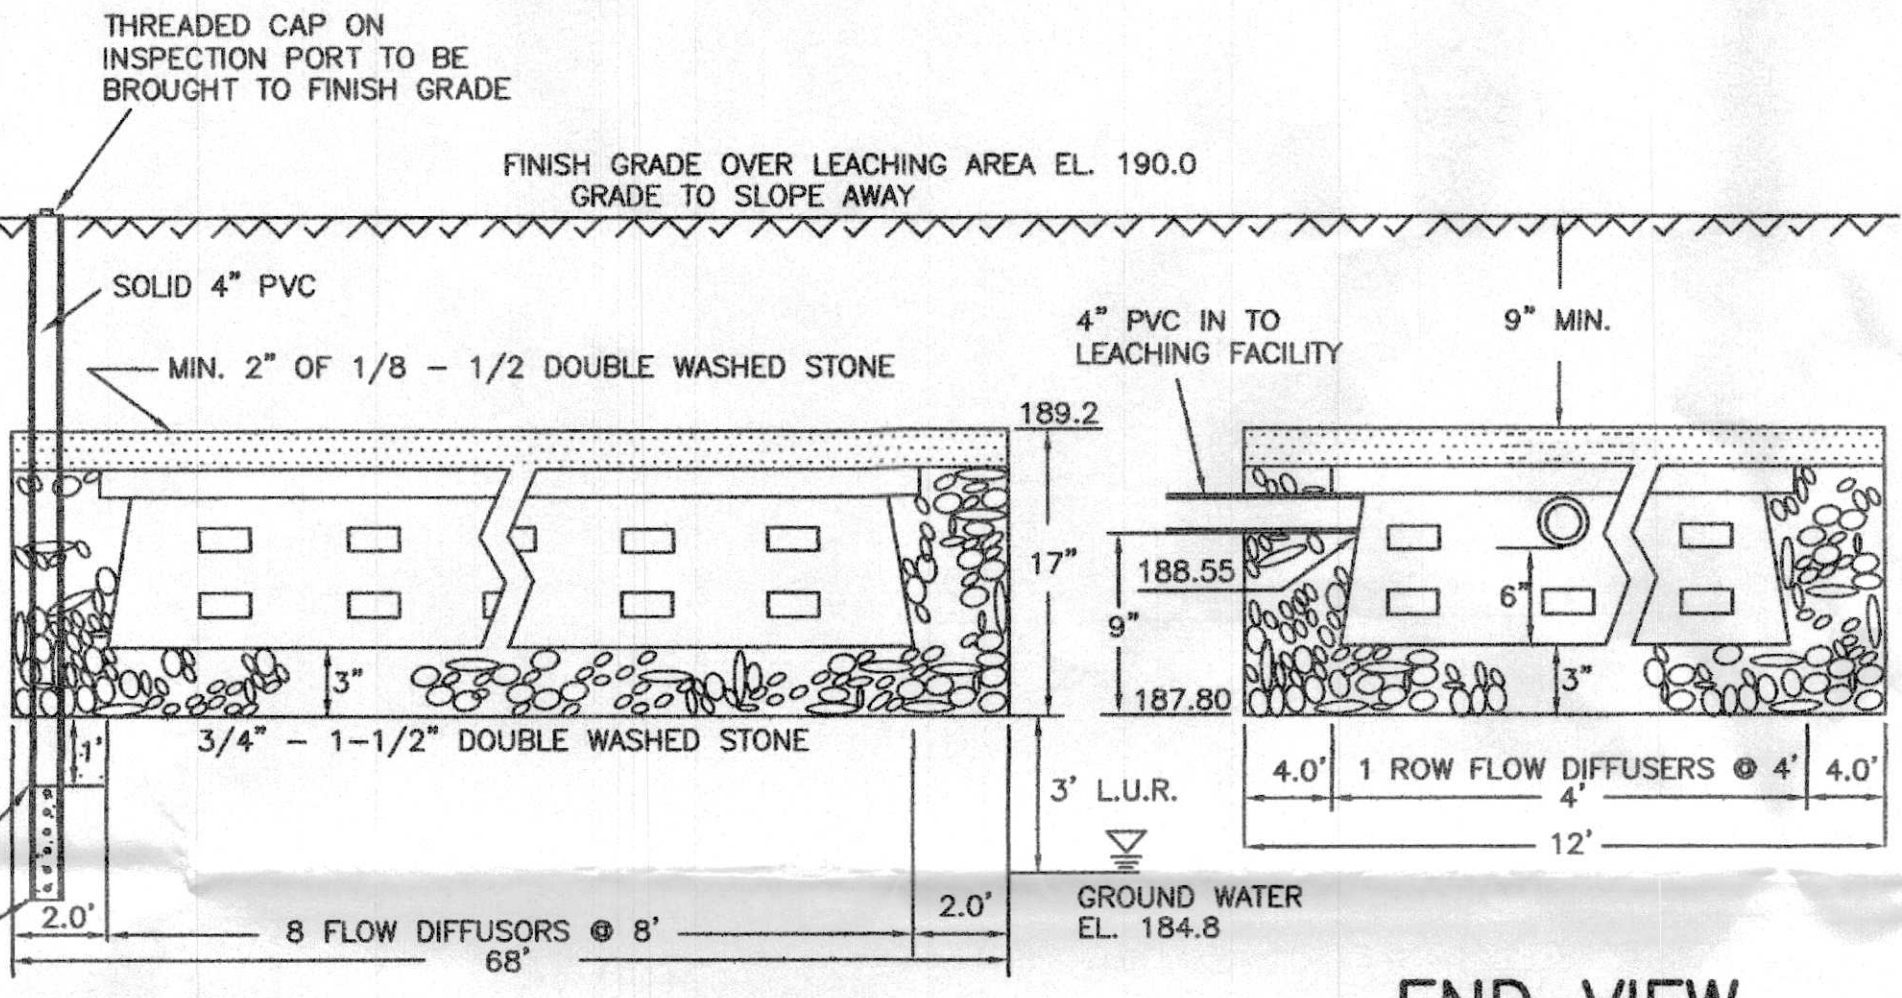 THREADED CAP ON
INSPECTION PORT TO BE
BROUGHT TO FINISH GRADE
FINISH GRADE OVER LEACHING AREA EL. 190.0
GRADE TO SLOPE AWAY
SOLID 4" PVC
MIN. 2" OF 1/8 - 1/2 DOUBLE WASHED STONE
4" PVC IN TO
LEACHING FACILITY
9" MIN.
189.2
17"
188.55
9"
6"
187.80
3"
3"
3/4" - 1-1/2" DOUBLE WASHED STONE
1'
3' L.U.R.
4.0'
1 ROW FLOW DIFFUSERS @ 4'
4.0'
4'
12'
GROUND WATER
EL. 184.8
2.0'
8 FLOW DIFFUSORS @ 8'
2.0'
68'
END VIEW